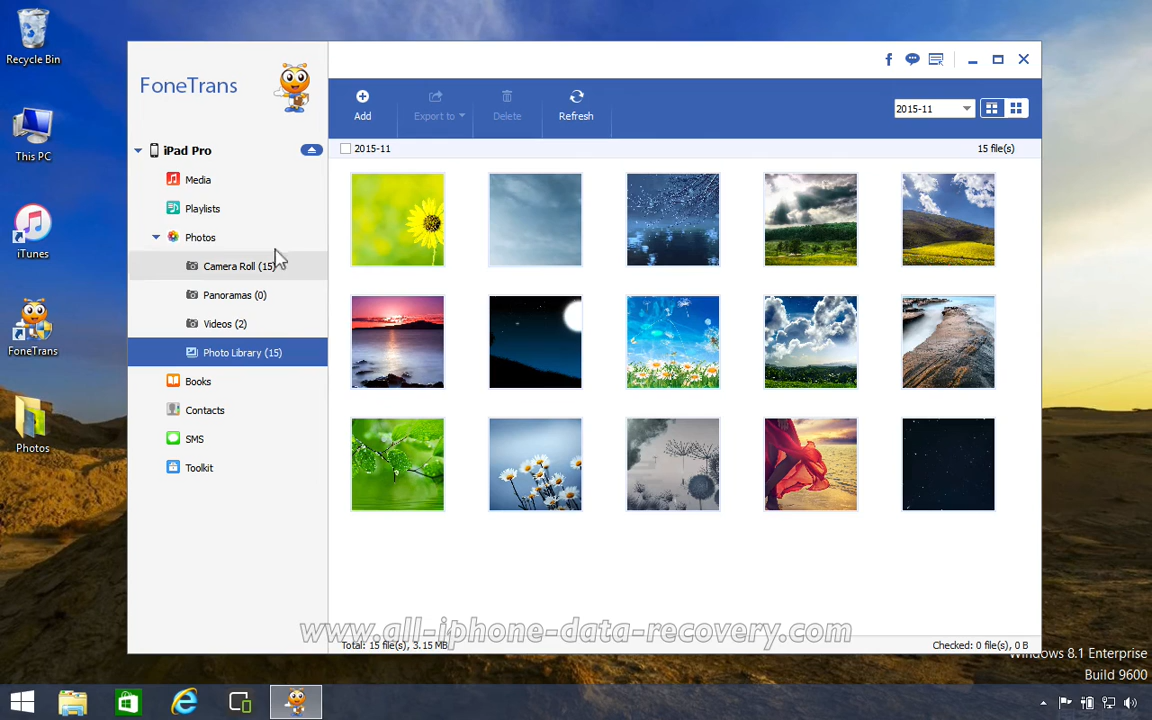 Recycle Bin
This PC
iTunes
FoneTrans
Photos
FoneTrans
iPad Pro
Media
Playlists
Photos
Camera Roll (15)
Panoramas (0)
Videos (2)
Photo Library (15)
Books
Contacts
SMS
Toolkit
Add
Export to
Delete
Refresh
2015-11
2015-11
15 file(s)
www.all-iphone-data-recovery.com
Total: 15 file(s), 3.15 MB
Checked: 0 file(s), 0 B
Windows 8.1 Enterprise
Build 9600